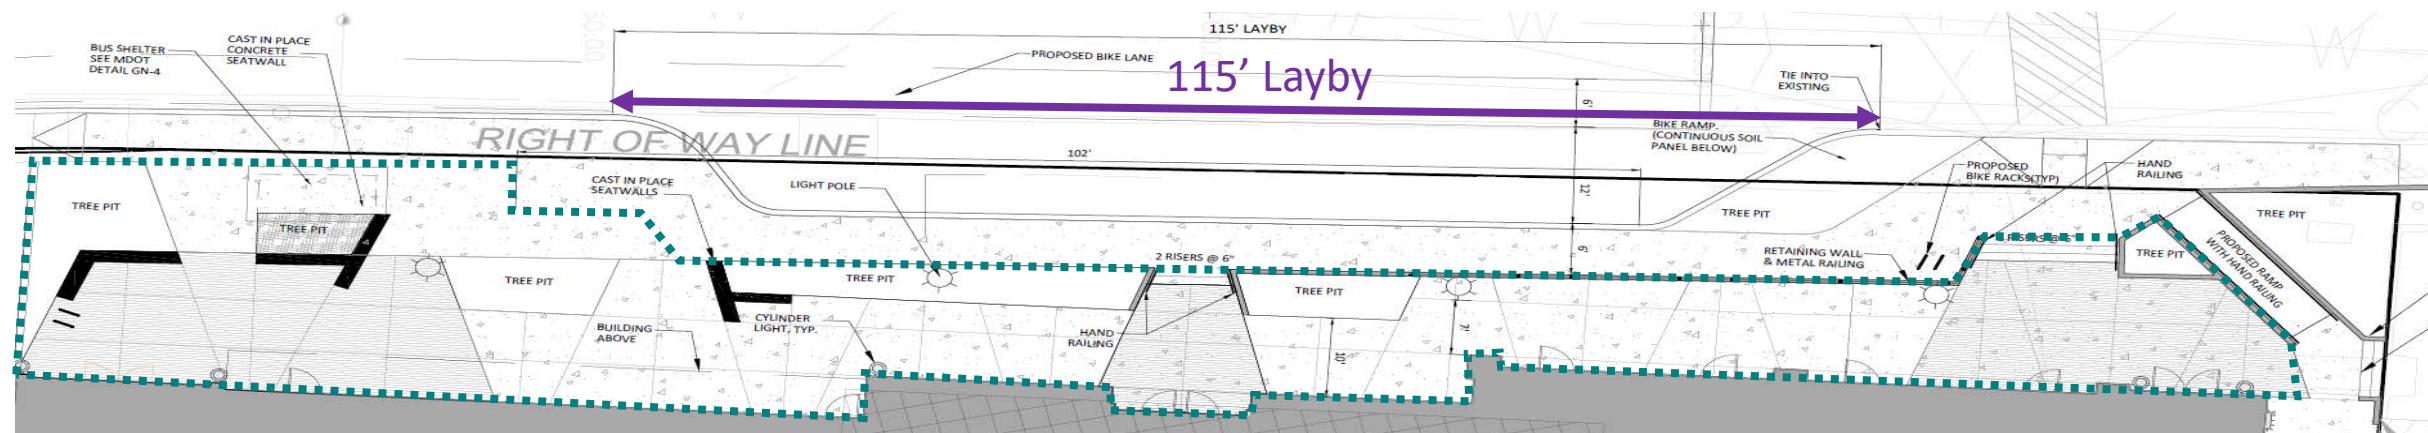 115' LAYBY
BUS SHELTER
SEE MDOT
DETAIL GN-4
CAST IN PLACE
CONCRETE
SEATWALL
PROPOSED BIKE LANE
115' Layby
TIE INTO
EXISTING
6'
BIKE RAMP.
(CONTINUOUS SOIL
PANEL BELOW)
RIGHT OF WAY LINE
102'
PROPOSED
BIKE RACKS(TYP)
HAND
RAILING
CAST IN PLACE
SEATWALLS
LIGHT POLE
12'
TREE PIT
TREE PIT
TREE PIT
TREE PIT
6'
RETAINING WALL
& METAL RAILING
RISERS @ 6"
TREE PIT
PROPOSED RAMP
WITH HAND RAILING
2 RISERS @ 6"
TREE PIT
TREE PIT
TREE PIT
BUILDING
ABOVE
CYLINDER
LIGHT, TYP.
HAND
RAILING
10'
7'